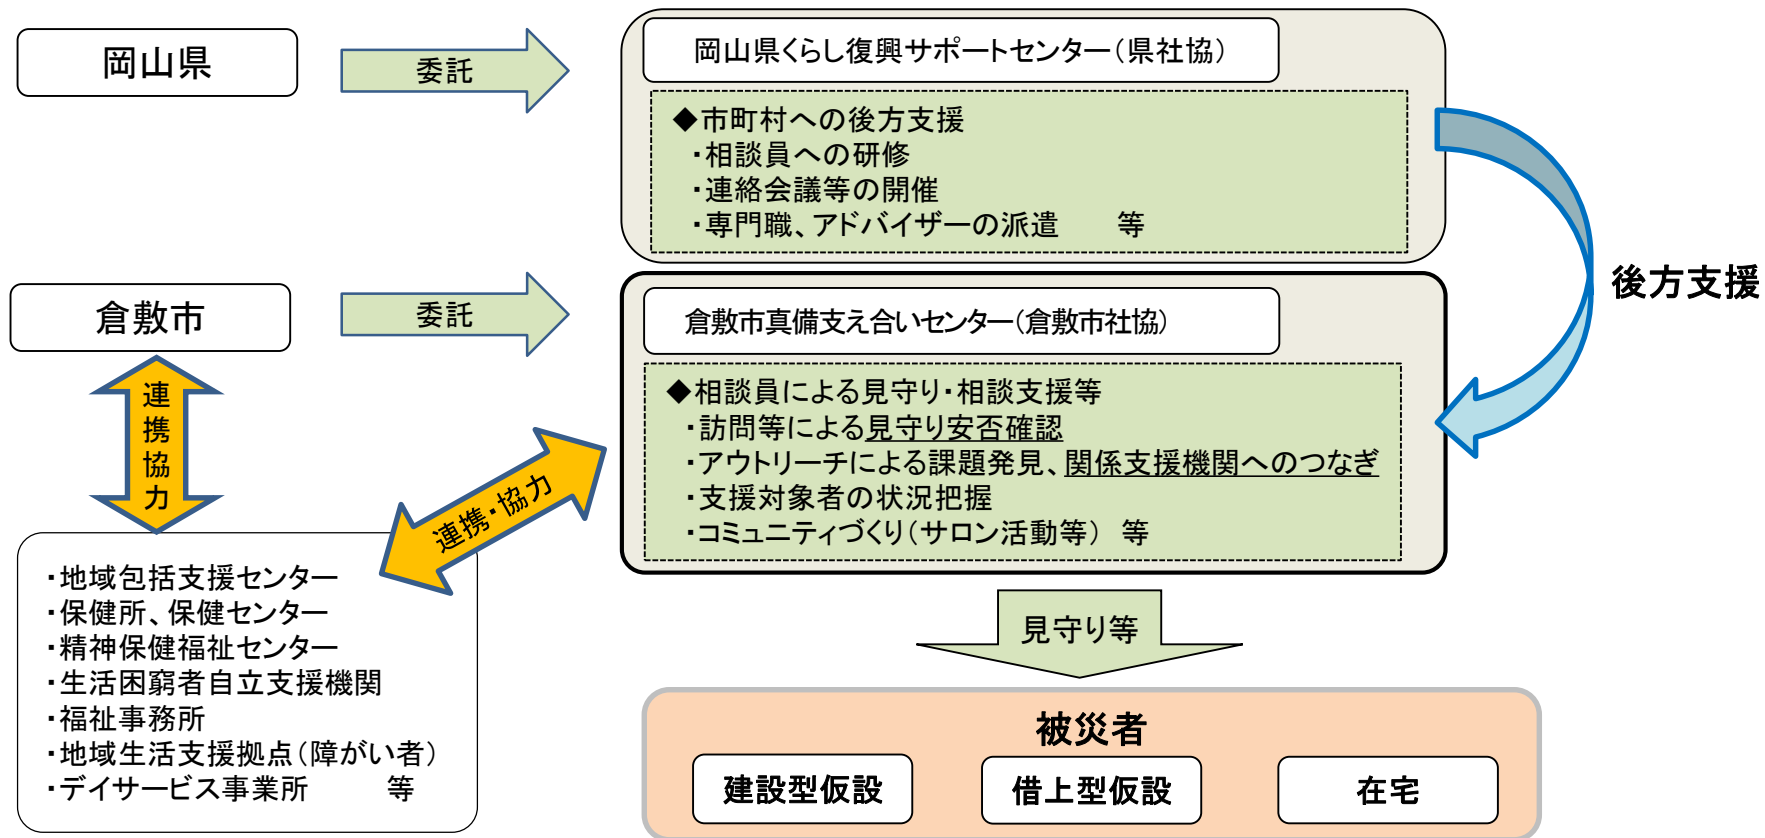 岡山県
委託
岡山県くらし復興サポートセンター（県社協）
◆市町村への後方支援
・相談員への研修
・連絡会議等の開催
・専門職、アドバイザーの派遣　　等
後方支援
倉敷市
委託
倉敷市真備支え合いセンター（倉敷市社協）
◆相談員による見守り・相談支援等
・訪問等による見守り安否確認
・アウトリーチによる課題発見、関係支援機関へのつなぎ
・支援対象者の状況把握
・コミュニティづくり（サロン活動等）　等
連携協力
連携・協力
・地域包括支援センター
・保健所、保健センター
・精神保健福祉センター
・生活困窮者自立支援機関
・福祉事務所
・地域生活支援拠点（障がい者）
・デイサービス事業所　　　等
見守り等
被災者
建設型仮設
借上型仮設
在宅